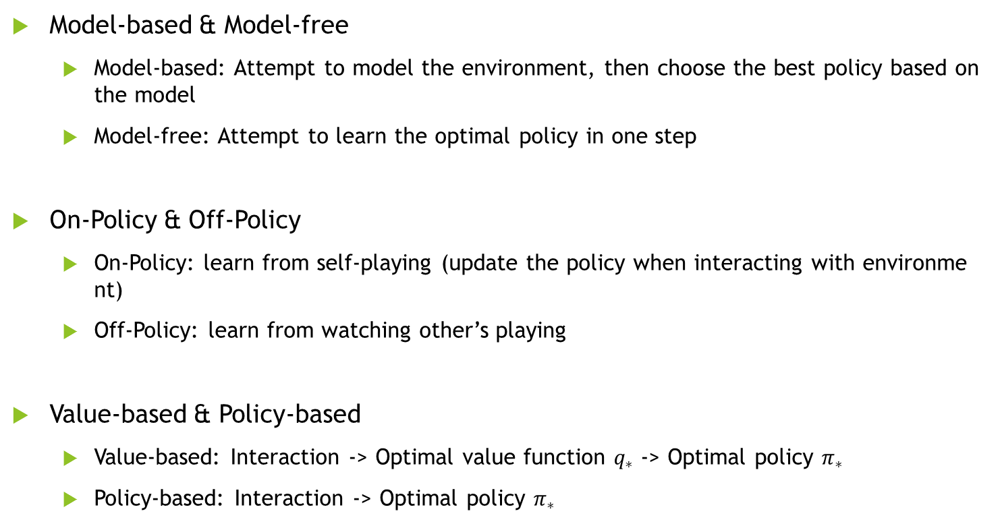 Model-based & Model-free
Model-based: Attempt to model the environment, then choose the best policy based on
the model
Model-free: Attempt to learn the optimal policy in one step
On-Policy & Off-Policy
On-Policy: learn from self-playing (update the policy when interacting with environme
nt)
Off-Policy: learn from watching other’s playing
Value-based & Policy-based
Value-based: Interaction -> Optimal value function 𝑞∗ -> Optimal policy 𝜋∗
Policy-based: Interaction -> Optimal policy 𝜋∗